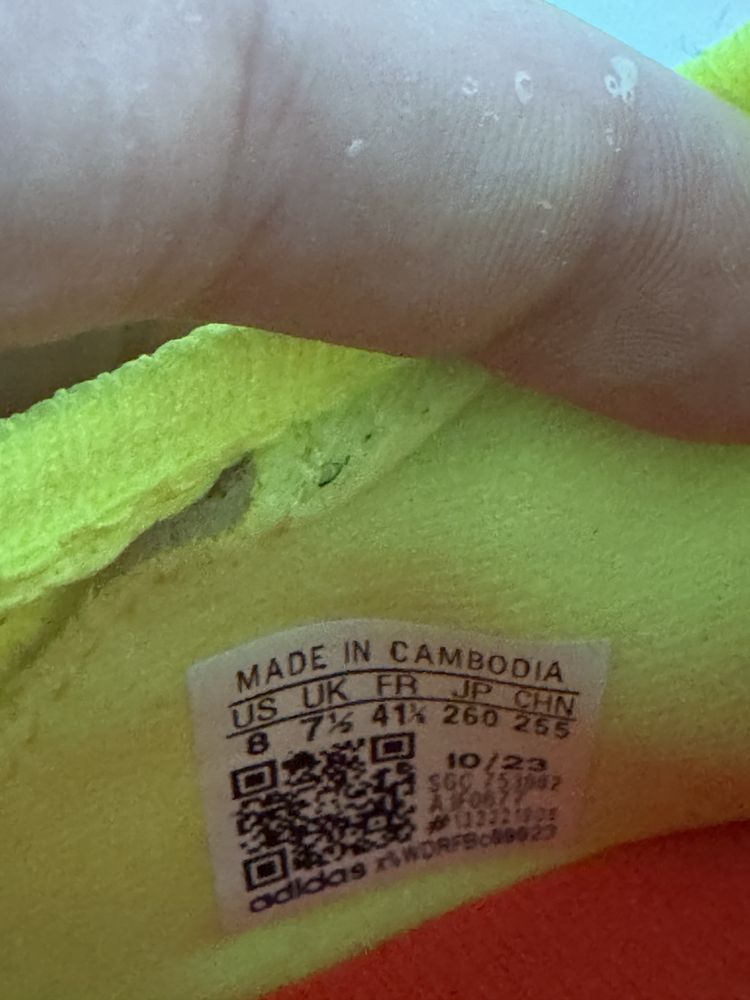 MADE IN CAMBODIA
US UK FR JP CHN
8 7½ 41⅓ 260 255
10/23
adidas